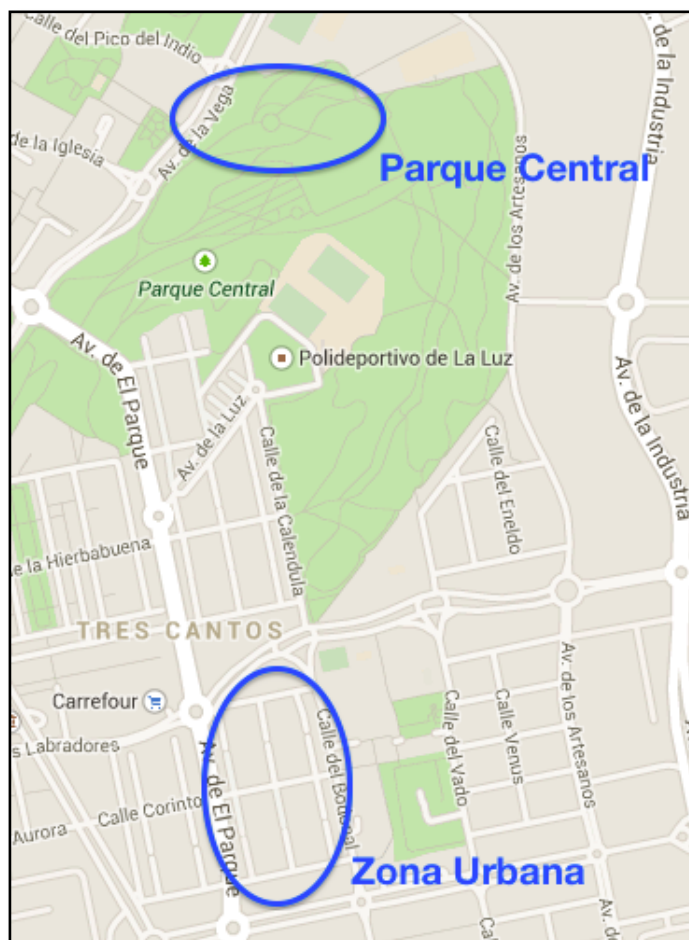 Calle del Pico del Indio
de la Iglesia
Av. de la Vega
Parque Central
Av. de los Artesanos
Av. de la Industria
Parque Central
Av. de El Parque
Polideportivo de La Luz
Av. de la Luz
Calle de la Calendula
Av. de la Industria
Calle del Eneldo
e la Hierbabuena
TRES CANTOS
Carrefour
s Labradores
Av. de El Parque
Calle del Bodonal
Calle del Vado
Calle Venus
Av. de los Artesanos
Calle Corinto
Aurora
Zona Urbana